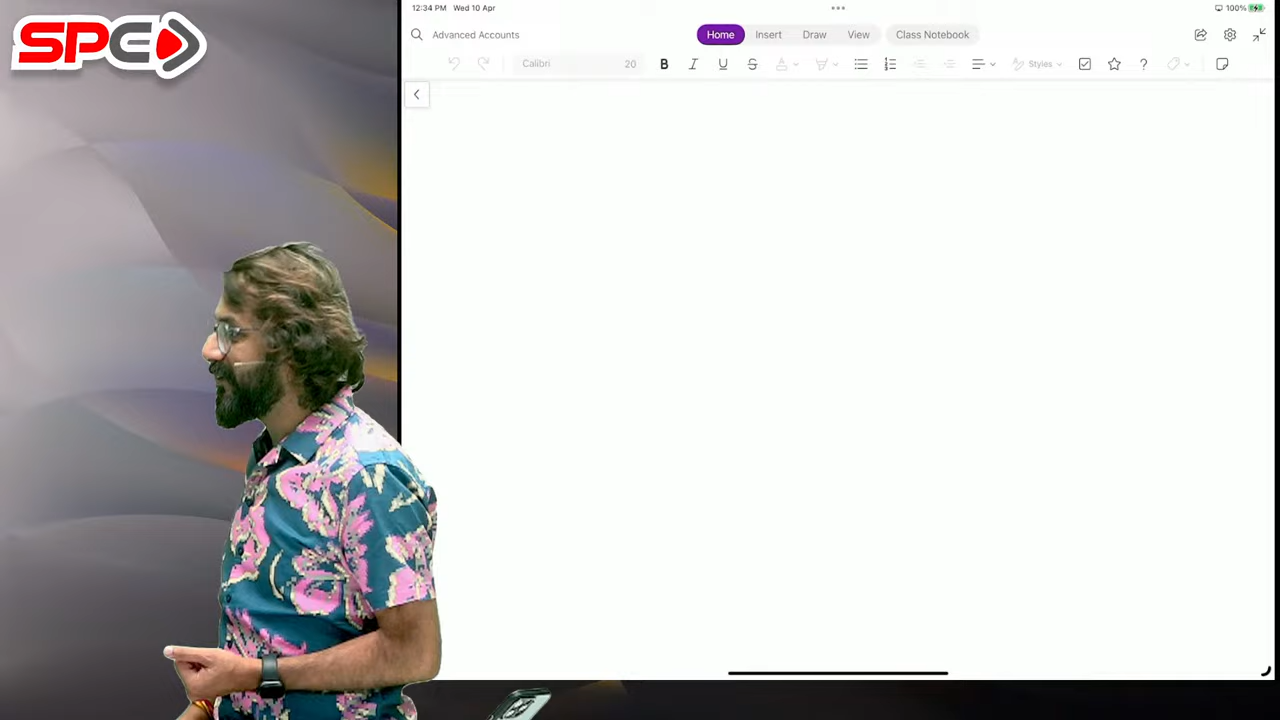 SPE
12:34 PM Wed 10 Apr
100%
Advanced Accounts
Home Insert Draw View Class Notebook
Calibri 20 B I U S Styles